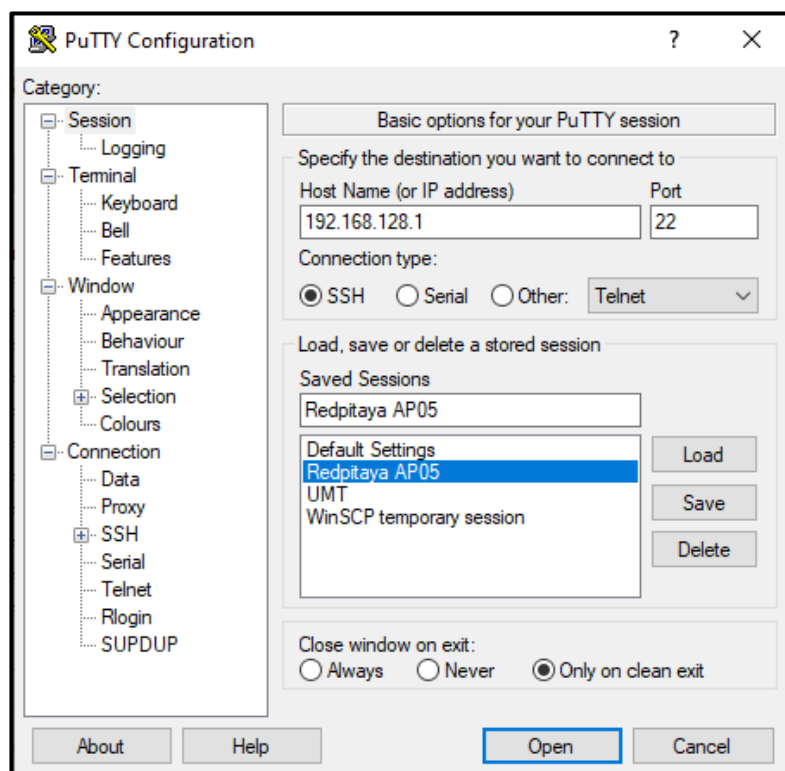 PuTTY Configuration
?
Category:
Session
Logging
Terminal
Keyboard
Bell
Features
Window
Appearance
Behaviour
Translation
Selection
Colours
Connection
Data
Proxy
SSH
Serial
Telnet
Rlogin
SUPDUP
Basic options for your PuTTY session
Specify the destination you want to connect to
Host Name (or IP address) Port
192.168.128.1 22
Connection type:
SSH Serial Other: Telnet
Load, save or delete a stored session
Saved Sessions
Redpitaya AP05
Default Settings
Redpitaya AP05
UMT
WinSCP temporary session
Load
Save
Delete
Close window on exit:
Always Never Only on clean exit
About Help Open Cancel